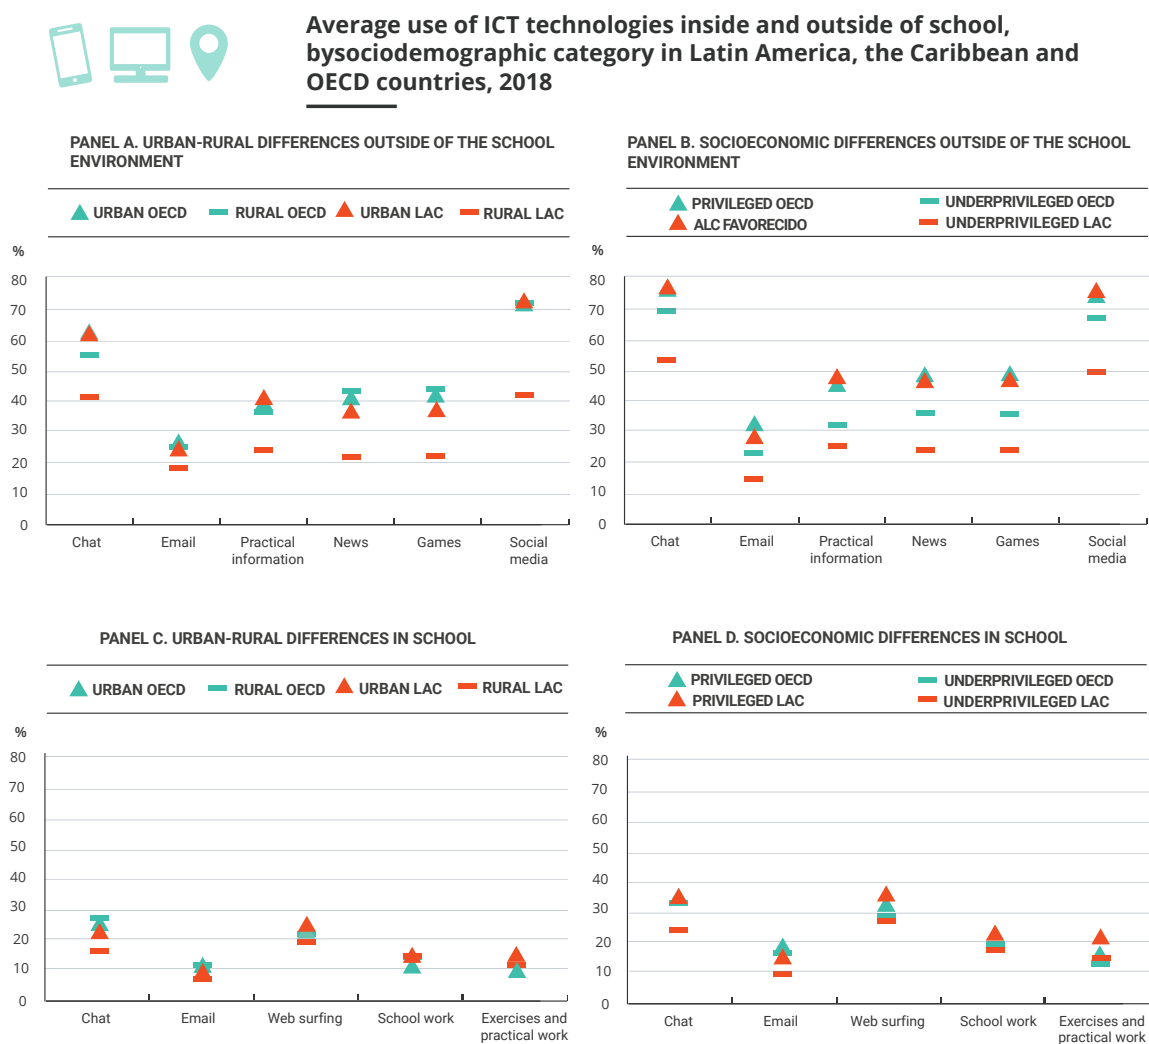 Average use of ICT technologies inside and outside of school,
bysociodemographic category in Latin America, the Caribbean and
OECD countries, 2018
PANEL A. URBAN-RURAL DIFFERENCES OUTSIDE OF THE SCHOOL
ENVIRONMENT
URBAN OECD RURAL OECD URBAN LAC RURAL LAC
%
80
70
60
50
40
30
20
10
0
Chat Email Practical information News Games Social media
PANEL B. SOCIOECONOMIC DIFFERENCES OUTSIDE OF THE SCHOOL
ENVIRONMENT
PRIVILEGED OECD UNDERPRIVILEGED OECD
ALC FAVORECIDO UNDERPRIVILEGED LAC
%
80
70
60
50
40
30
20
10
0
Chat Email Practical information News Games Social media
PANEL C. URBAN-RURAL DIFFERENCES IN SCHOOL
URBAN OECD RURAL OECD URBAN LAC RURAL LAC
%
80
70
60
50
40
30
20
10
0
Chat Email Web surfing School work Exercises and practical work
PANEL D. SOCIOECONOMIC DIFFERENCES IN SCHOOL
PRIVILEGED OECD UNDERPRIVILEGED OECD
PRIVILEGED LAC UNDERPRIVILEGED LAC
%
80
70
60
50
40
30
20
10
0
Chat Email Web surfing School work Exercises and practical work